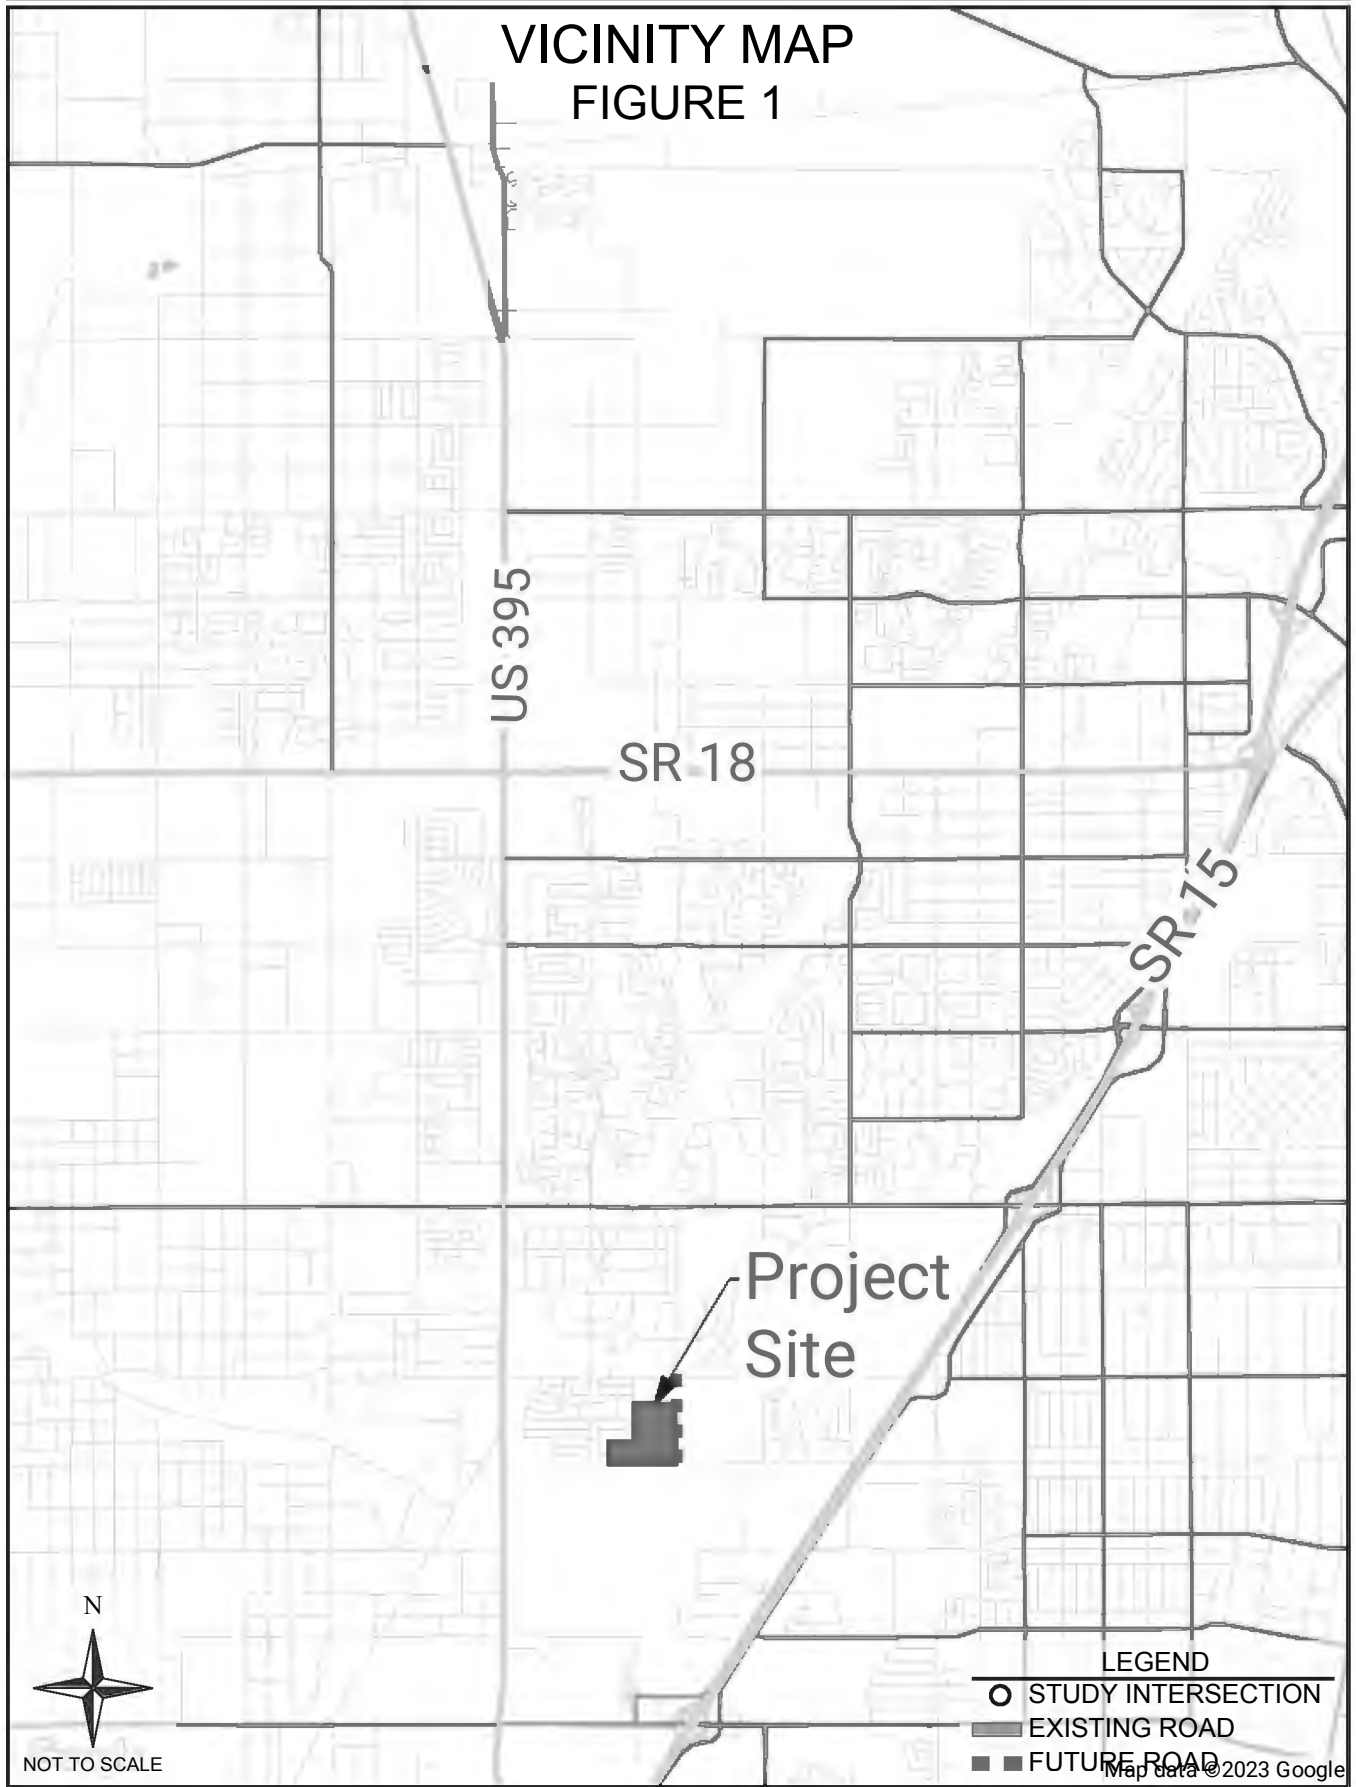 VICINITY MAP
FIGURE 1
US 395
SR 18
SR 15
Project
Site
N
NOT TO SCALE
LEGEND
STUDY INTERSECTION
EXISTING ROAD
FUTURE ROAD
Map data ©2023 Google